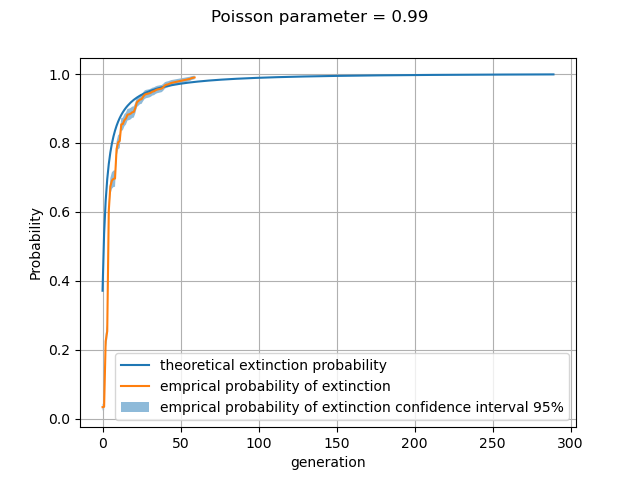 Poisson parameter = 0.99
1.0
0.8
0.6
0.4
0.2
0.0
Probability
theoretical extinction probability
emprical probability of extinction
emprical probability of extinction confidence interval 95%
0 50 100 150 200 250 300
generation